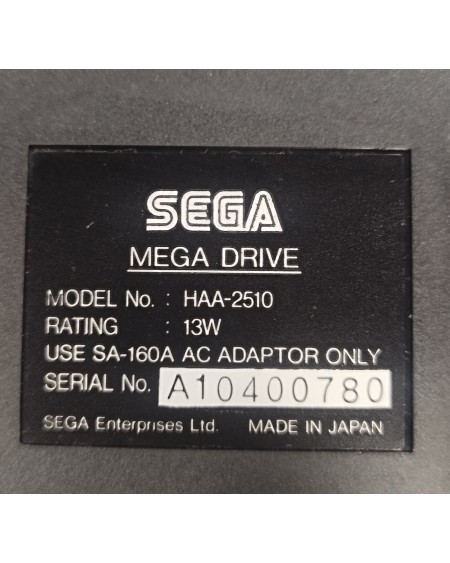 SEGA
MEGA DRIVE
MODEL No. : HAA-2510
RATING : 13W
USE SA-160A AC ADAPTOR ONLY
SERIAL No. A10400780
SEGA Enterprises Ltd. MADE IN JAPAN